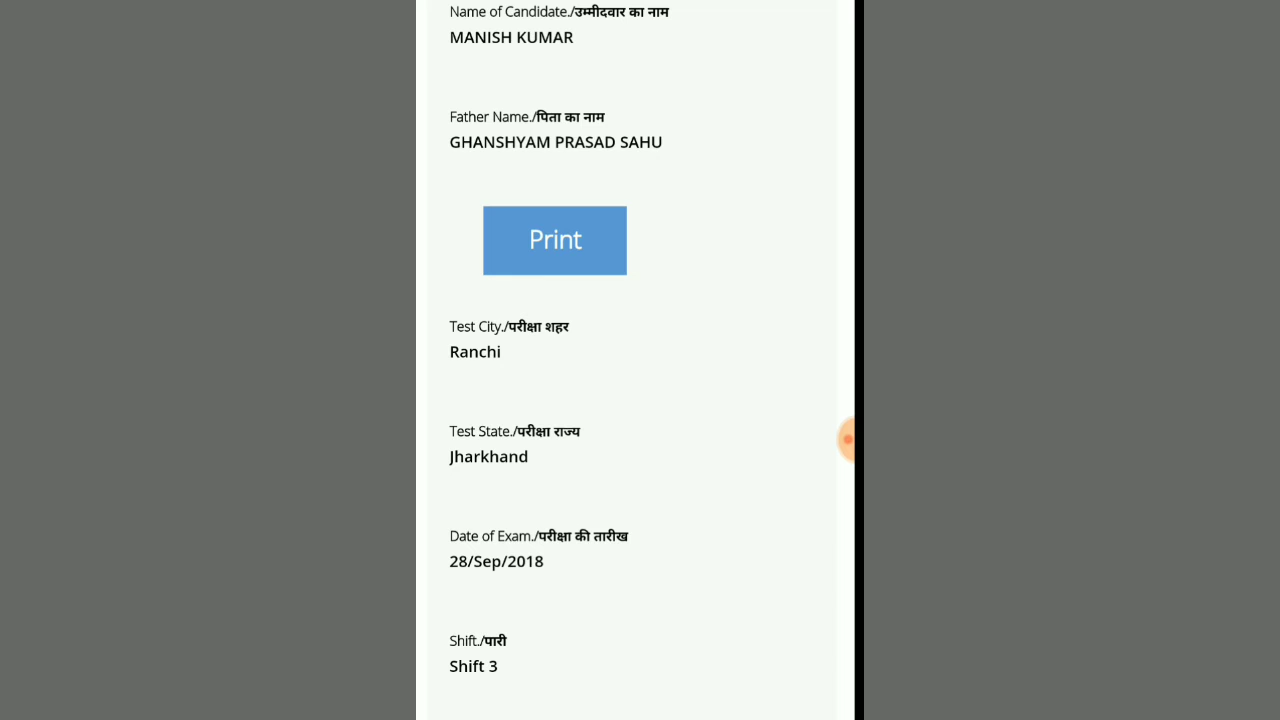 Name of Candidate./उम्मीदवार का नाम
MANISH KUMAR
Father Name./पिता का नाम
GHANSHYAM PRASAD SAHU
Print
Test City./परीक्षा शहर
Ranchi
Test State./परीक्षा राज्य
Jharkhand
Date of Exam./परीक्षा की तारीख
28/Sep/2018
Shift./पारी
Shift 3